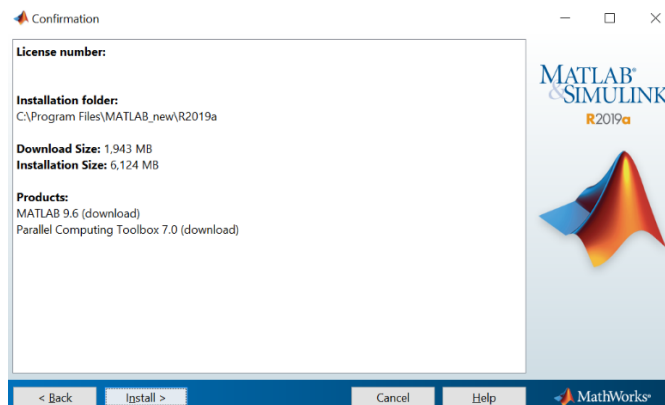 Confirmation
License number:
Installation folder:
C:\Program Files\MATLAB_new\R2019a
Download Size: 1,943 MB
Installation Size: 6,124 MB
Products:
MATLAB 9.6 (download)
Parallel Computing Toolbox 7.0 (download)
MATLAB®
&SIMULINK
R2019a
< Back
Install >
Cancel
Help
MathWorks®